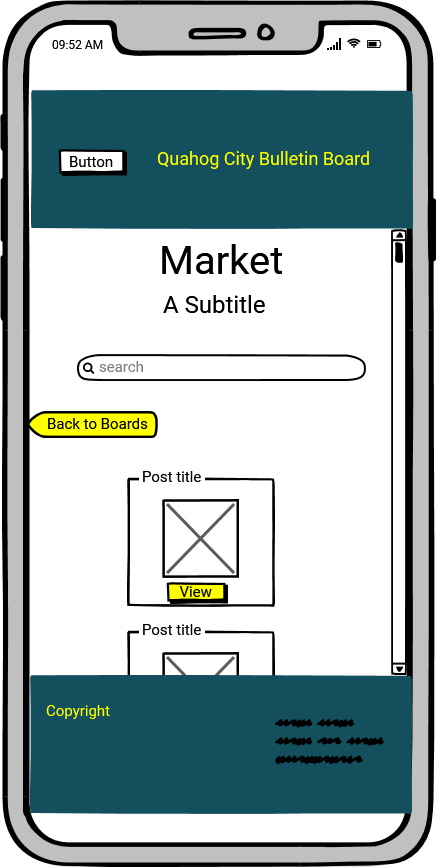 09:52 AM
Button
Quahog City Bulletin Board
Market
A Subtitle
search
Back to Boards
Post title
View
Post title
Copyright